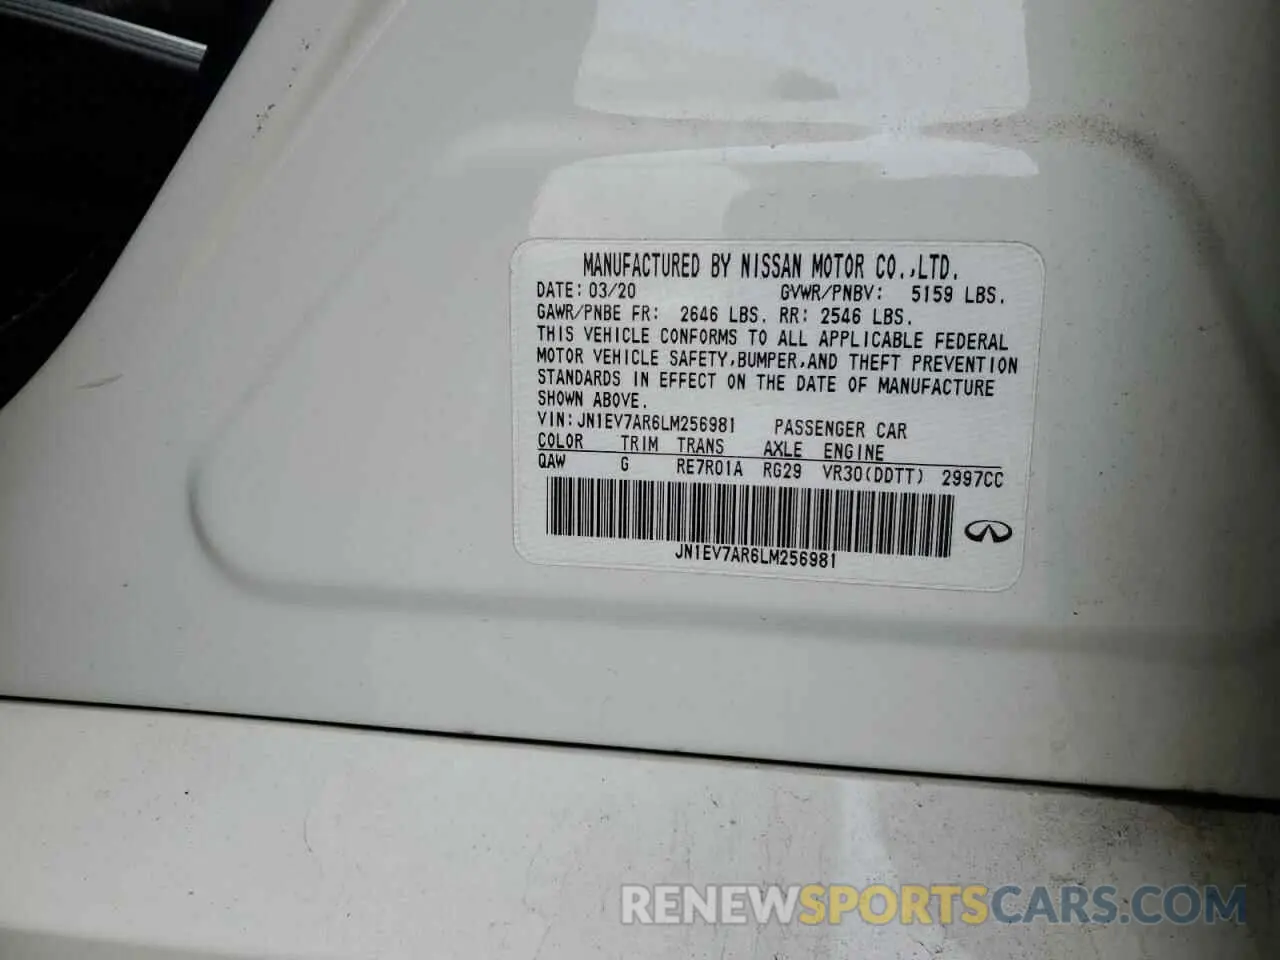 MANUFACTURED BY NISSAN MOTOR CO.,LTD.
DATE: 03/20 GVWR/PNBV: 5159 LBS.
GAWR/PNBE FR: 2646 LBS. RR: 2546 LBS.
THIS VEHICLE CONFORMS TO ALL APPLICABLE FEDERAL
MOTOR VEHICLE SAFETY,BUMPER,AND THEFT PREVENTION
STANDARDS IN EFFECT ON THE DATE OF MANUFACTURE
SHOWN ABOVE.
VIN:JN1EV7AR6LM256981 PASSENGER CAR
COLOR TRIM TRANS AXLE ENGINE
QAW G RE7R01A RG29 VR30(DDTT) 2997CC
JN1EV7AR6LM256981
RENEWSPORTSCARS.COM